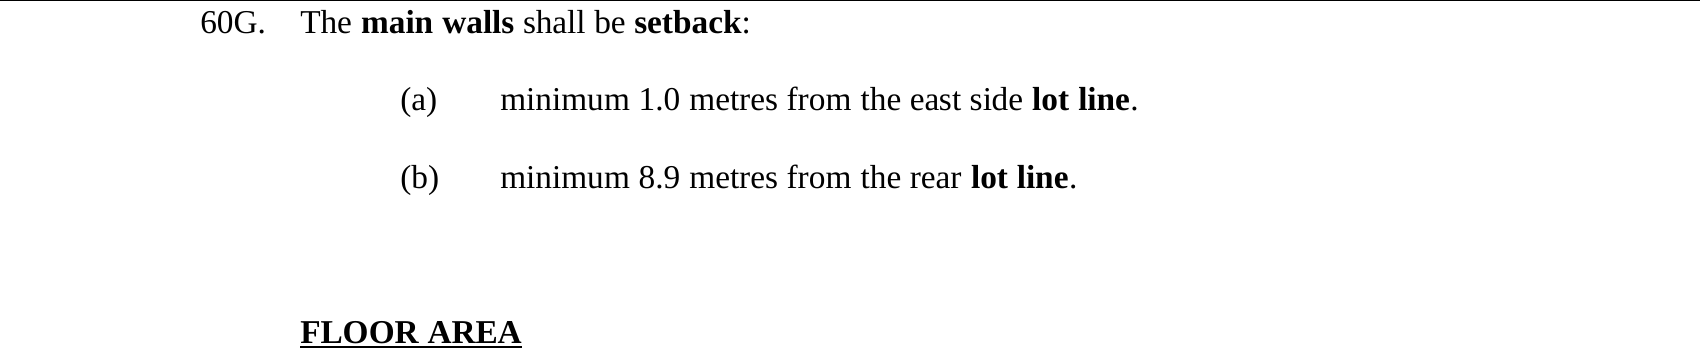 60G. The main walls shall be setback:
(a) minimum 1.0 metres from the east side lot line.
(b) minimum 8.9 metres from the rear lot line.
FLOOR AREA